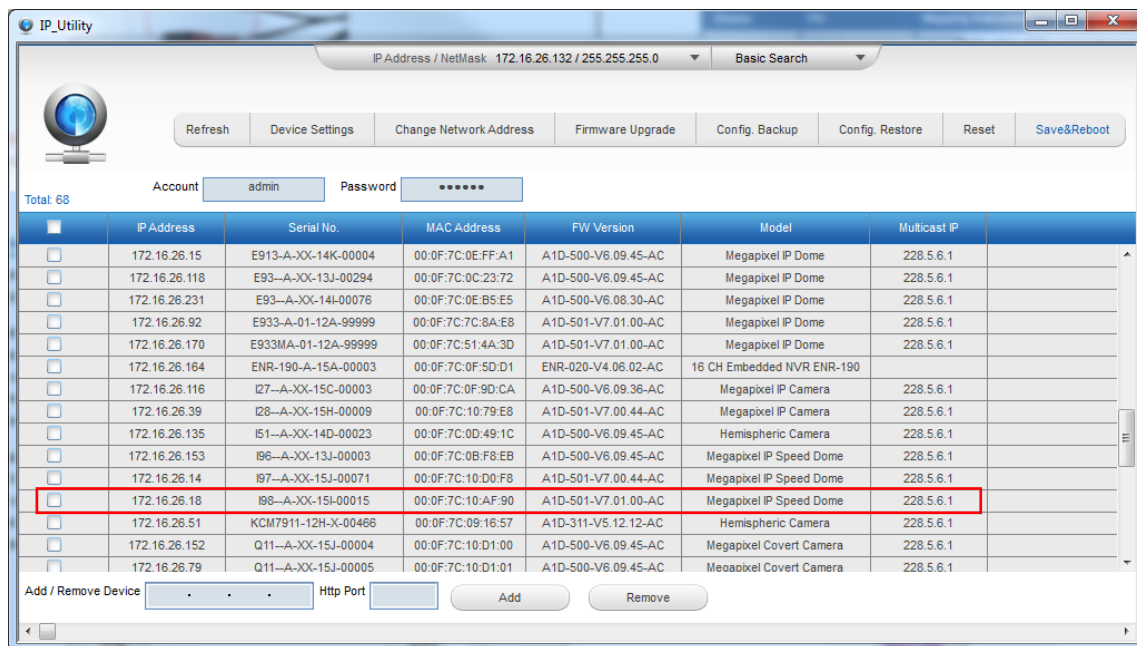 IP_Utility
IP Address / NetMask 172.16.26.132 / 255.255.255.0 Basic Search
Refresh Device Settings Change Network Address Firmware Upgrade Config. Backup Config. Restore Reset Save&Reboot
Account admin Password ••••••
Total: 68
IP Address Serial No. MAC Address FW Version Model Multicast IP
172.16.26.15 E913-A-XX-14K-00004 00:0F:7C:0E:FF:A1 A1D-500-V6.09.45-AC Megapixel IP Dome 228.5.6.1
172.16.26.118 E93--A-XX-13J-00294 00:0F:7C:0C:23:72 A1D-500-V6.09.45-AC Megapixel IP Dome 228.5.6.1
172.16.26.231 E93--A-XX-14I-00076 00:0F:7C:0E:B5:E5 A1D-500-V6.08.30-AC Megapixel IP Dome 228.5.6.1
172.16.26.92 E933-A-01-12A-99999 00:0F:7C:7C:8A:E8 A1D-501-V7.01.00-AC Megapixel IP Dome 228.5.6.1
172.16.26.170 E933MA-01-12A-99999 00:0F:7C:51:4A:3D A1D-501-V7.01.00-AC Megapixel IP Dome 228.5.6.1
172.16.26.164 ENR-190-A-15A-00003 00:0F:7C:0F:5D:D1 ENR-020-V4.06.02-AC 16 CH Embedded NVR ENR-190
172.16.26.116 I27--A-XX-15C-00003 00:0F:7C:0F:9D:CA A1D-500-V6.09.36-AC Megapixel IP Camera 228.5.6.1
172.16.26.39 I28--A-XX-15H-00009 00:0F:7C:10:79:E8 A1D-501-V7.00.44-AC Megapixel IP Camera 228.5.6.1
172.16.26.135 I51--A-XX-14D-00023 00:0F:7C:0D:49:1C A1D-500-V6.09.45-AC Hemispheric Camera 228.5.6.1
172.16.26.153 I96--A-XX-13J-00003 00:0F:7C:0B:F8:EB A1D-500-V6.09.45-AC Megapixel IP Speed Dome 228.5.6.1
172.16.26.14 I97--A-XX-15J-00071 00:0F:7C:10:D0:F8 A1D-501-V7.00.44-AC Megapixel IP Speed Dome 228.5.6.1
172.16.26.18 I98--A-XX-15I-00015 00:0F:7C:10:AF:90 A1D-501-V7.01.00-AC Megapixel IP Speed Dome 228.5.6.1
172.16.26.51 KCM7911-12H-X-00466 00:0F:7C:09:16:57 A1D-311-V5.12.12-AC Hemispheric Camera 228.5.6.1
172.16.26.152 Q11--A-XX-15J-00004 00:0F:7C:10:D1:00 A1D-500-V6.09.45-AC Megapixel Covert Camera 228.5.6.1
172.16.26.79 Q11--A-XX-15J-00005 00:0F:7C:10:D1:01 A1D-500-V6.09.45-AC Megapixel Covert Camera 228.5.6.1
Add / Remove Device . . . Http Port Add Remove